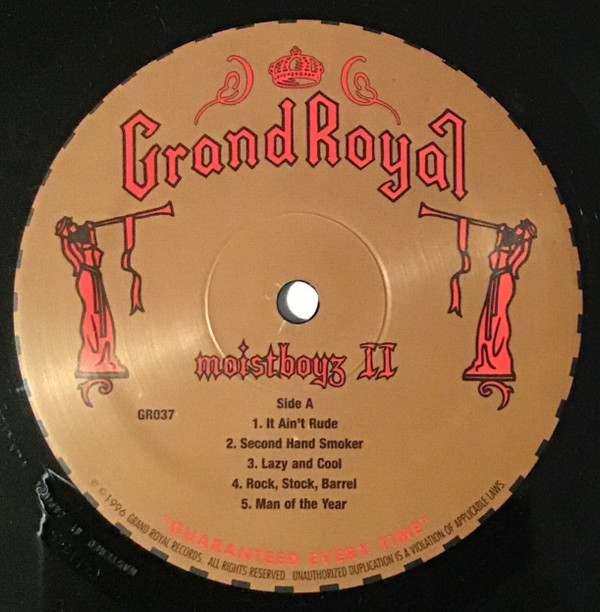 Grand Royal
moistboyz II
Side A
GR037
1. It Ain't Rude
2. Second Hand Smoker
3. Lazy and Cool
4. Rock, Stock, Barrel
5. Man of the Year
"GUARANTEED EVERY TIME"
℗ © 1996 GRAND ROYAL RECORDS. ALL RIGHTS RESERVED. UNAUTHORIZED DUPLICATION IS A VIOLATION OF APPLICABLE LAWS.